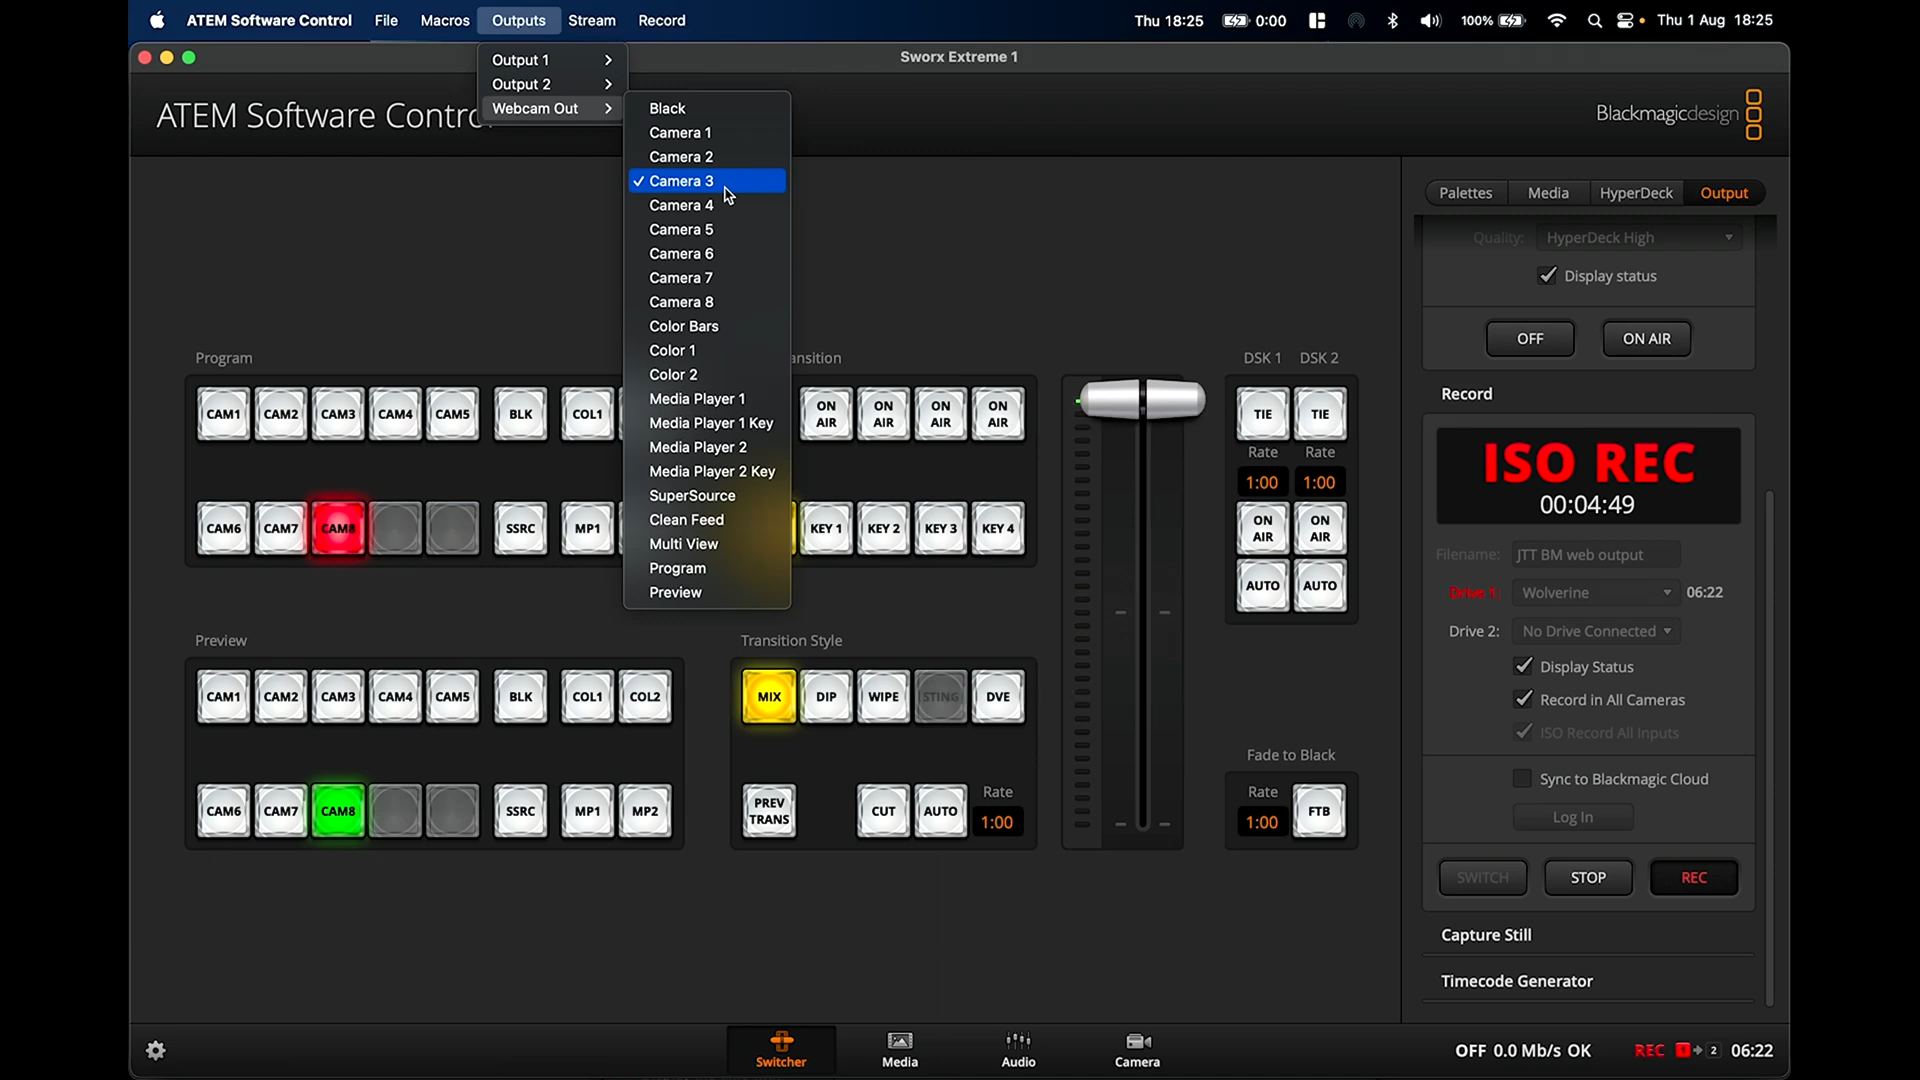 ATEM Software Control File Macros Outputs Stream Record Thu 18:25 0:00 100% Thu 1 Aug 18:25
Sworx Extreme 1
Output 1
Output 2
Webcam Out
Black
Camera 1
Camera 2
Camera 3
Camera 4
Camera 5
Camera 6
Camera 7
Camera 8
Color Bars
Color 1
Color 2
Media Player 1
Media Player 1 Key
Media Player 2
Media Player 2 Key
SuperSource
Clean Feed
Multi View
Program
Preview
ATEM Software Contro
Blackmagicdesign
Program
CAM1 CAM2 CAM3 CAM4 CAM5 BLK COL1
CAM6 CAM7 CAM8 SSRC MP1
ansition
ON AIR ON AIR ON AIR ON AIR
KEY 1 KEY 2 KEY 3 KEY 4
Preview
CAM1 CAM2 CAM3 CAM4 CAM5 BLK COL1 COL2
CAM6 CAM7 CAM8 SSRC MP1 MP2
Transition Style
MIX DIP WIPE STING DVE
PREV TRANS CUT AUTO
Rate
1:00
DSK 1 DSK 2
TIE TIE
Rate Rate
1:00 1:00
ON AIR ON AIR
AUTO AUTO
Fade to Black
Rate
1:00 FTB
Palettes Media HyperDeck Output
Quality: HyperDeck High
Display status
OFF ON AIR
Record
ISO REC
00:04:49
Filename: JTT BM web output
Drive 1: Wolverine 06:22
Drive 2: No Drive Connected
Display Status
Record in All Cameras
ISO Record All Inputs
Sync to Blackmagic Cloud
Log In
SWITCH STOP REC
Capture Still
Timecode Generator
Switcher Media Audio Camera
OFF 0.0 Mb/s OK REC 1 2 06:22